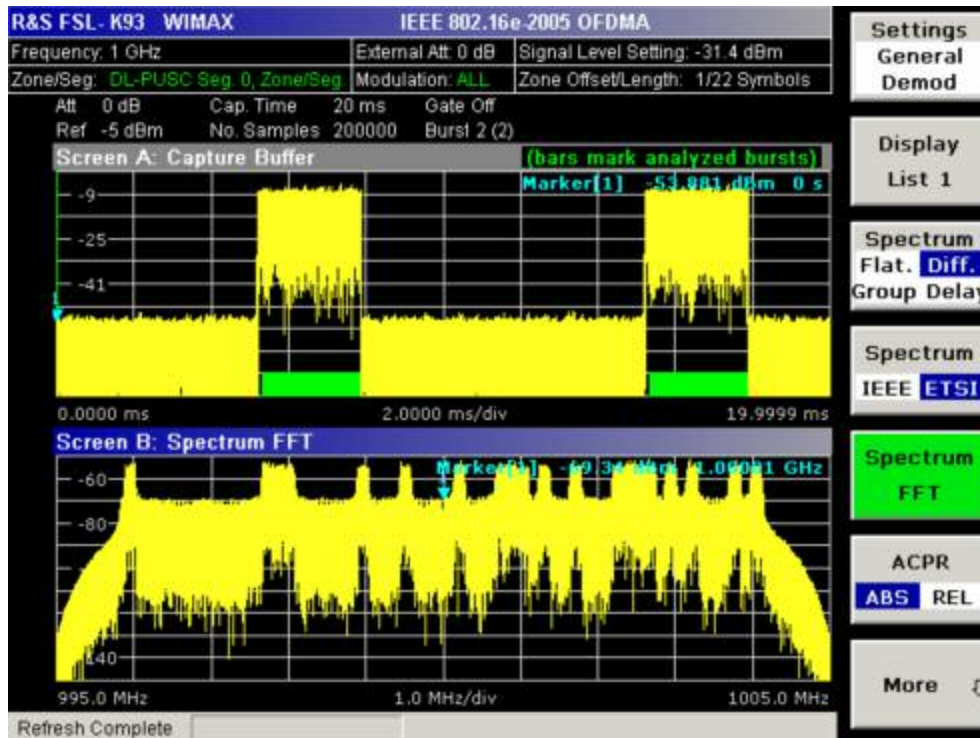 R&S FSL-K93 WIMAX IEEE 802.16e-2005 OFDMA
Frequency: 1 GHz External Att: 0 dB Signal Level Setting: -31.4 dBm
Zone/Seg: DL-PUSC Seg. 0, Zone/Seg Modulation: ALL Zone Offset/Length: 1/22 Symbols
Att 0 dB Cap. Time 20 ms Gate Off
Ref -5 dBm No. Samples 200000 Burst 2 (2)
Screen A: Capture Buffer (bars mark analyzed bursts)
Marker[1] -53.881 dBm 0 s
-9
-25
-41
0.0000 ms 2.0000 ms/div 19.9999 ms
Screen B: Spectrum FFT
Marker[1] -69.34 dBm
-60
-80
995.0 MHz 1.0 MHz/div 1005.0 MHz
Refresh Complete
Settings
General
Demod
Display
List 1
Spectrum
Flat. Diff.
Group Delay
Spectrum
IEEE ETSI
Spectrum
FFT
ACPR
ABS REL
More